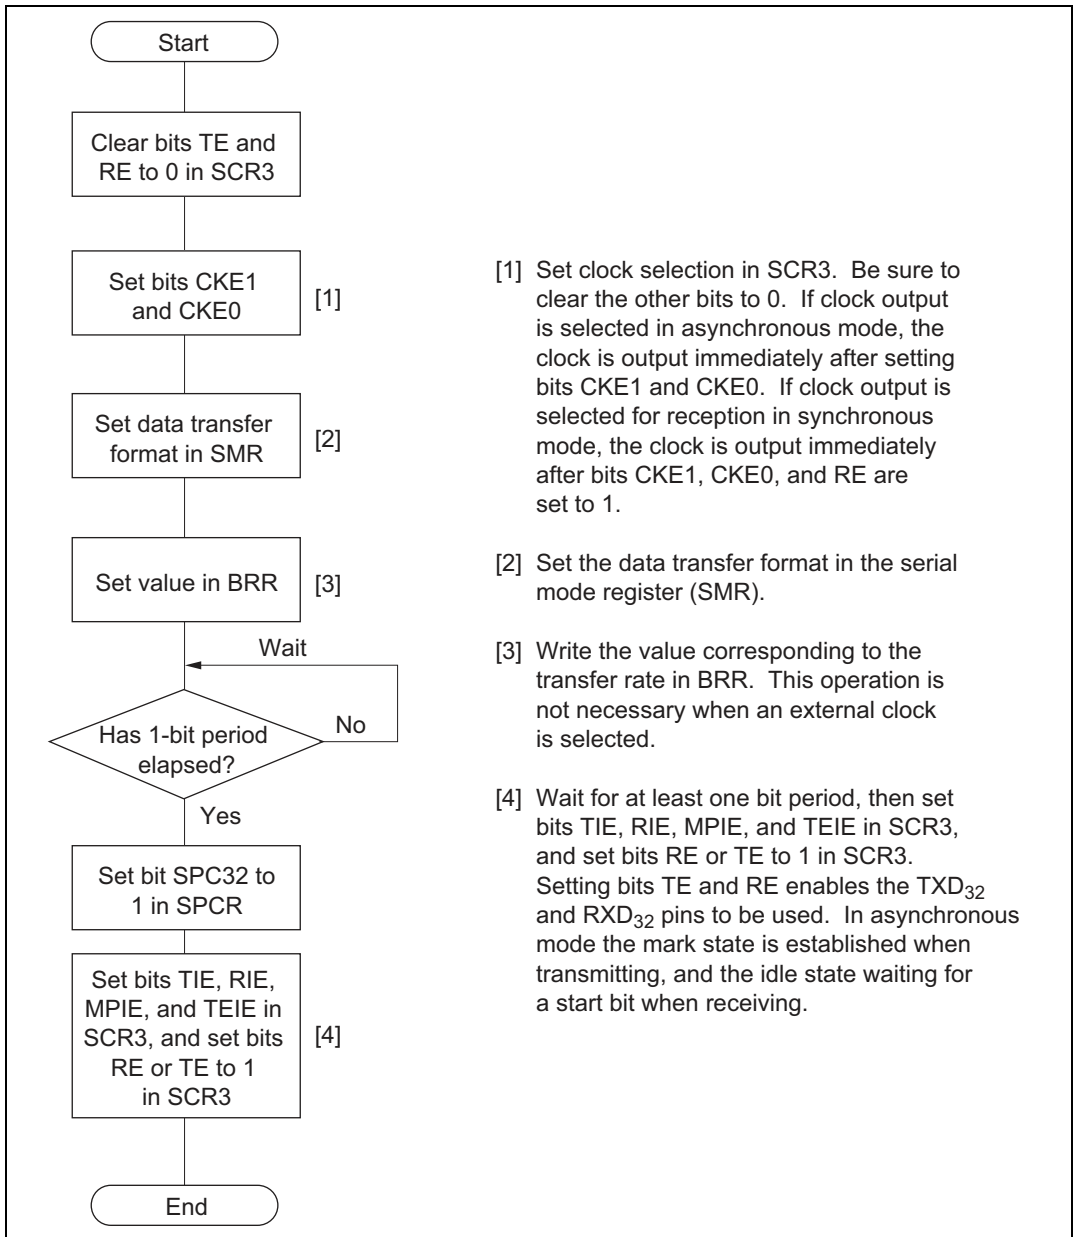 Start
Clear bits TE and
RE to 0 in SCR3
Set bits CKE1
and CKE0
[1]
Set data transfer
format in SMR
[2]
Set value in BRR
[3]
Wait
Has 1-bit period
elapsed?
No
Yes
Set bit SPC32 to
1 in SPCR
Set bits TIE, RIE,
MPIE, and TEIE in
SCR3, and set bits
RE or TE to 1
in SCR3
[4]
End
[1] Set clock selection in SCR3. Be sure to
clear the other bits to 0. If clock output
is selected in asynchronous mode, the
clock is output immediately after setting
bits CKE1 and CKE0. If clock output is
selected for reception in synchronous
mode, the clock is output immediately
after bits CKE1, CKE0, and RE are
set to 1.
[2] Set the data transfer format in the serial
mode register (SMR).
[3] Write the value corresponding to the
transfer rate in BRR. This operation is
not necessary when an external clock
is selected.
[4] Wait for at least one bit period, then set
bits TIE, RIE, MPIE, and TEIE in SCR3,
and set bits RE or TE to 1 in SCR3.
Setting bits TE and RE enables the TXD32
and RXD32 pins to be used. In asynchronous
mode the mark state is established when
transmitting, and the idle state waiting for
a start bit when receiving.